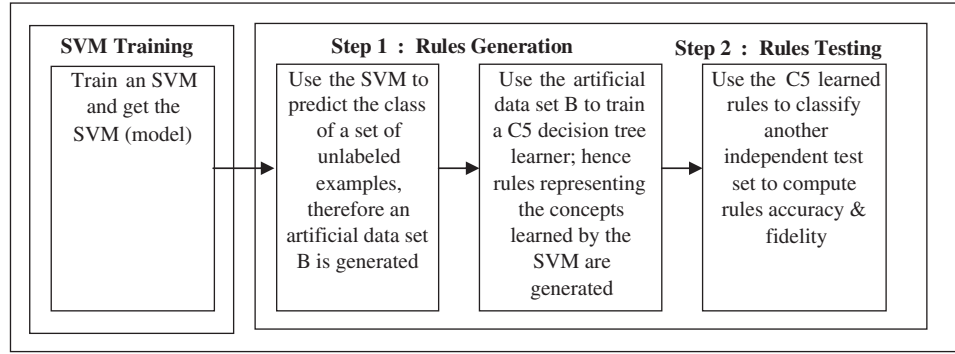 SVM Training
Train an SVM
and get the
SVM (model)
Step 1 : Rules Generation
Use the SVM to
predict the class
of a set of
unlabeled
examples,
therefore an
artificial data set
B is generated
Use the artificial
data set B to train
a C5 decision tree
learner; hence
rules representing
the concepts
learned by the
SVM are
generated
Step 2 : Rules Testing
Use the C5 learned
rules to classify
another
independent test
set to compute
rules accuracy &
fidelity